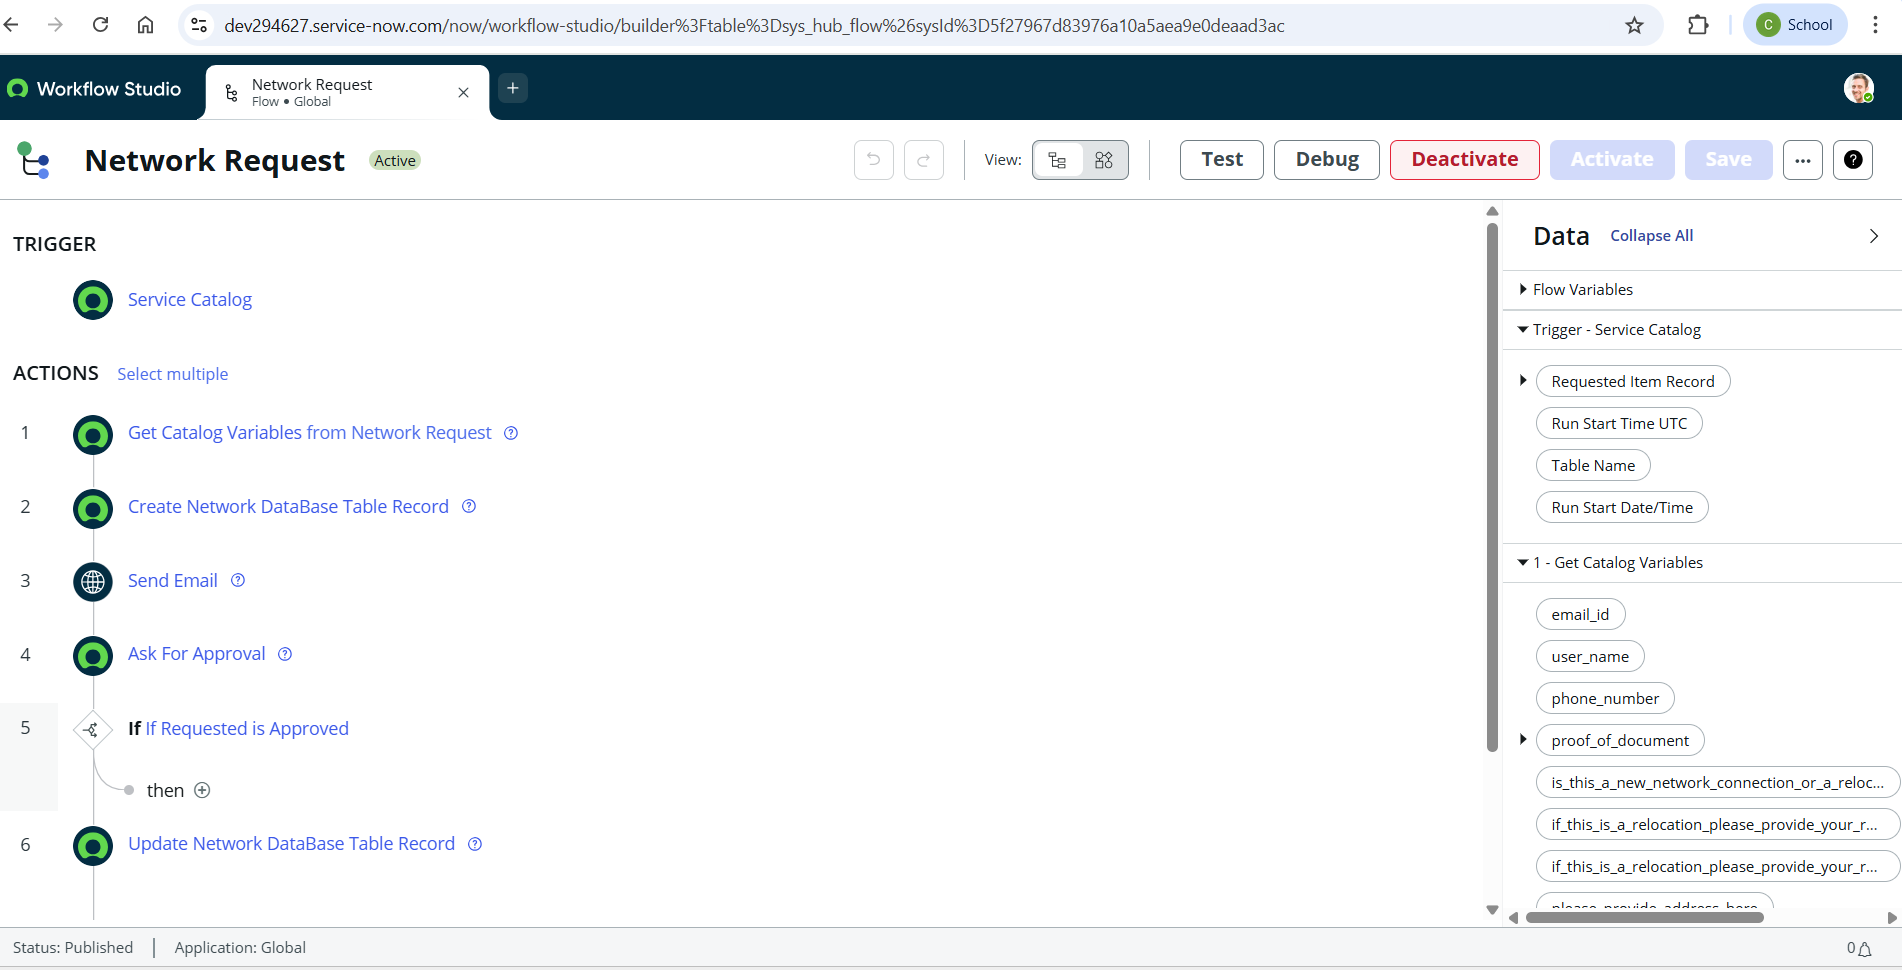 dev294627.service-now.com/now/workflow-studio/builder%3Ftable%3Dsys_hub_flow%26sysId%3D5f27967d83976a10a5aea9e0deaad3ac
C School
Workflow Studio
Network Request
Flow • Global
Network Request Active
View:
Test Debug Deactivate Activate Save ... ?
TRIGGER
Service Catalog
ACTIONS Select multiple
1 Get Catalog Variables from Network Request
2 Create Network DataBase Table Record
3 Send Email
4 Ask For Approval
5 If If Requested is Approved
then
6 Update Network DataBase Table Record
Data Collapse All
Flow Variables
Trigger - Service Catalog
Requested Item Record
Run Start Time UTC
Table Name
Run Start Date/Time
1 - Get Catalog Variables
email_id
user_name
phone_number
proof_of_document
is_this_a_new_network_connection_or_a_reloc...
if_this_is_a_relocation_please_provide_your_r...
if_this_is_a_relocation_please_provide_your_r...
please_provide_address_here
Status: Published Application: Global
0